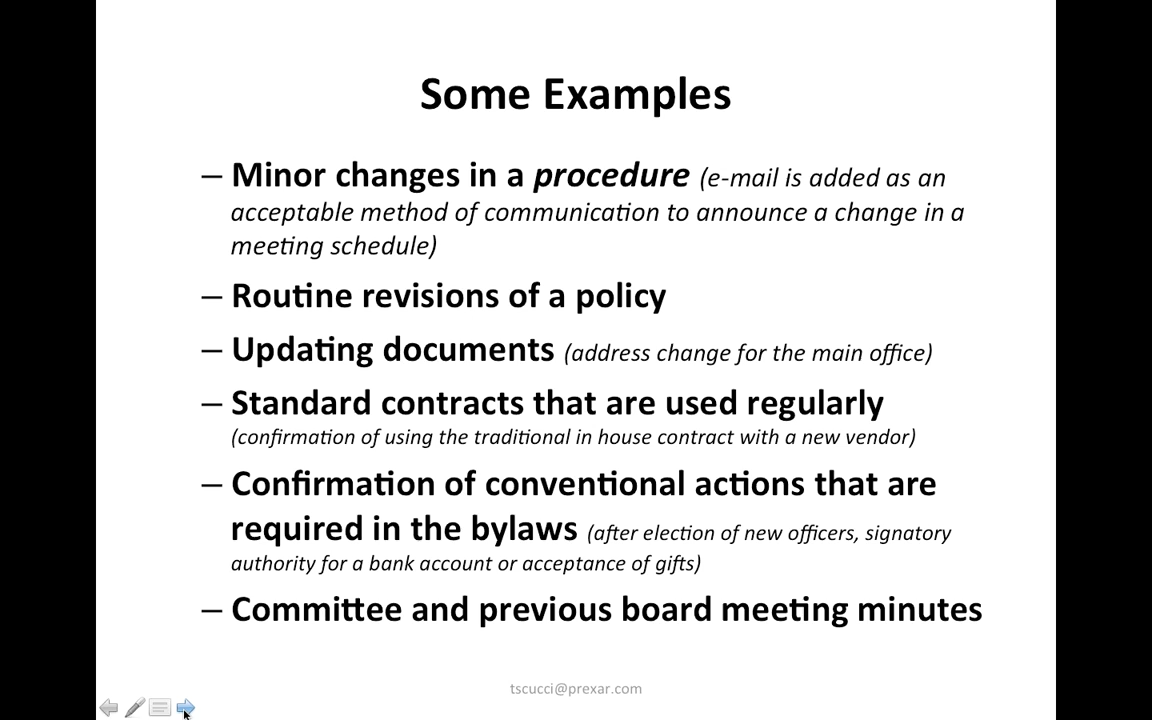 Some Examples
– Minor changes in a procedure (e-mail is added as an
acceptable method of communication to announce a change in a
meeting schedule)
– Routine revisions of a policy
– Updating documents (address change for the main office)
– Standard contracts that are used regularly
(confirmation of using the traditional in house contract with a new vendor)
– Confirmation of conventional actions that are
required in the bylaws (after election of new officers, signatory
authority for a bank account or acceptance of gifts)
– Committee and previous board meeting minutes
tscucci@prexar.com